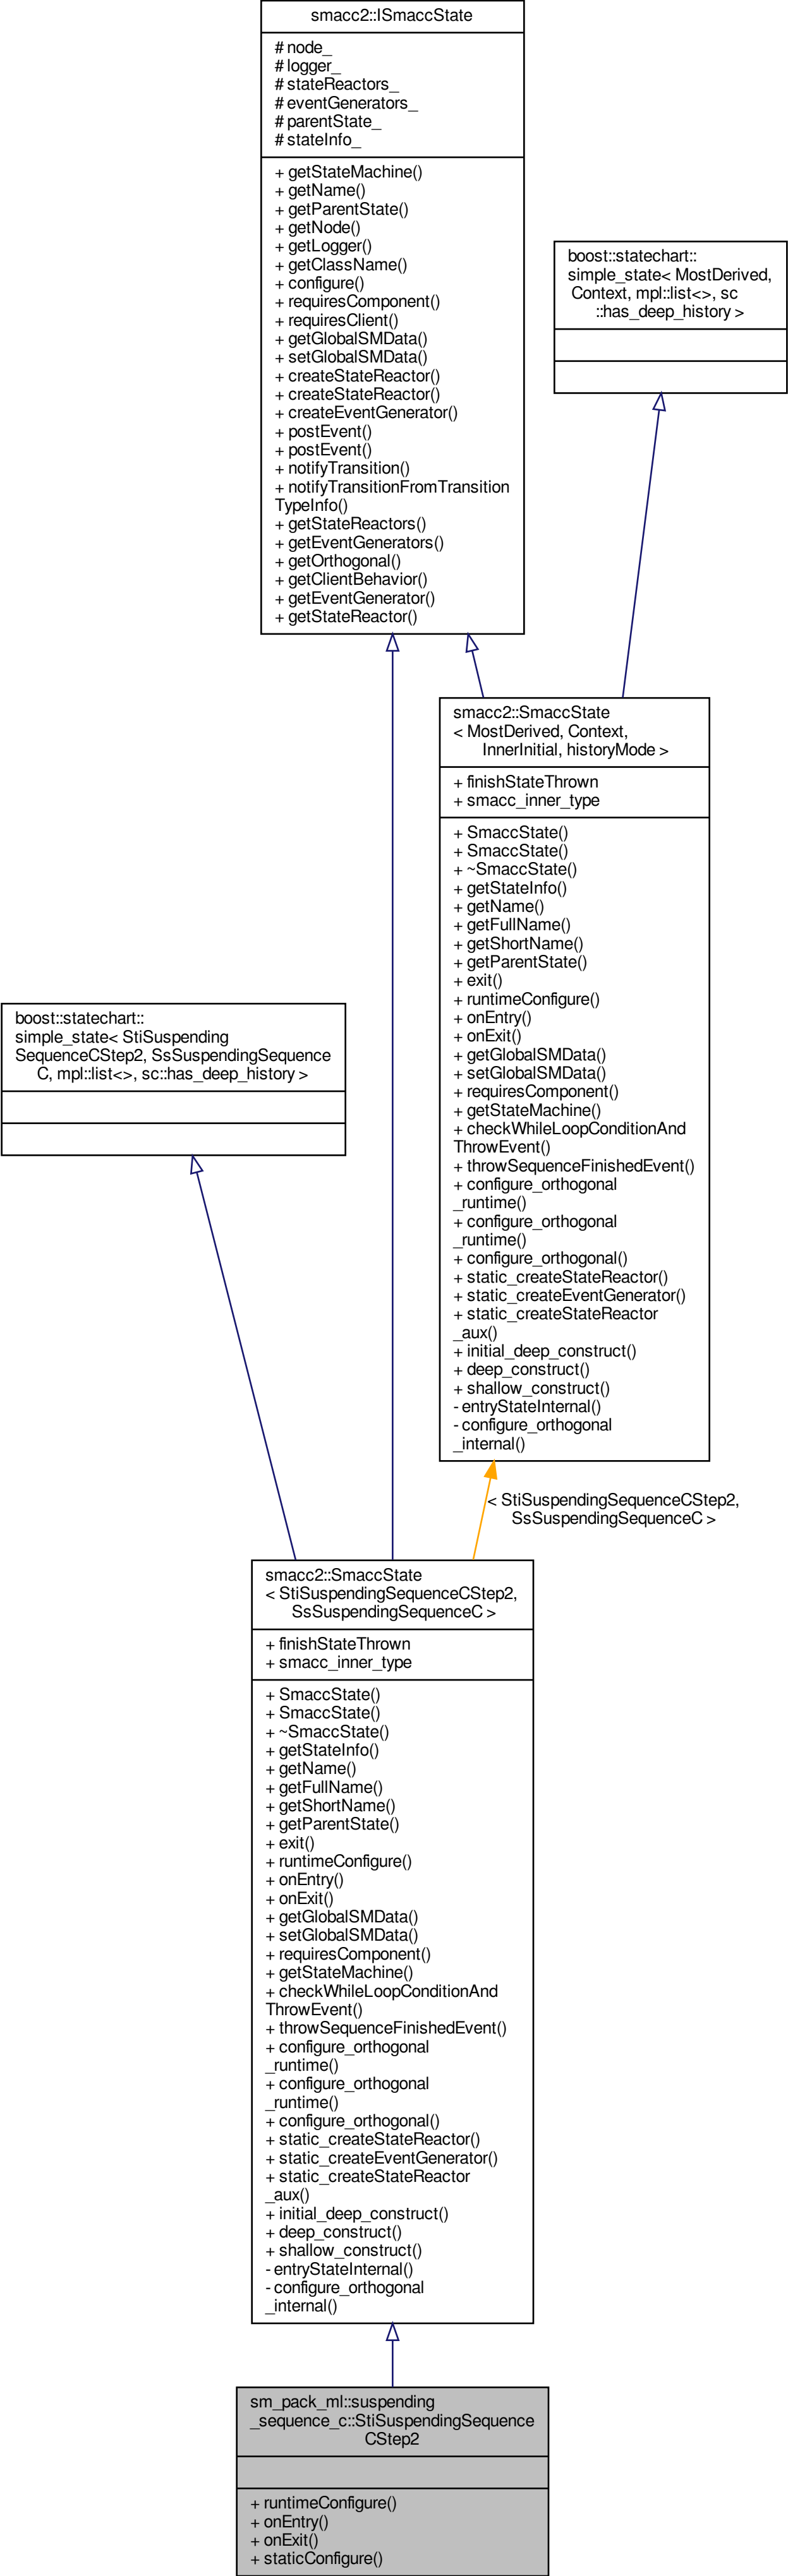 smacc2::ISmaccState
# node_
# logger_
# stateReactors_
# eventGenerators_
# parentState_
# stateInfo_
+ getStateMachine()
+ getName()
+ getParentState()
+ getNode()
+ getLogger()
+ getClassName()
+ configure()
+ requiresComponent()
+ requiresClient()
+ getGlobalSMData()
+ setGlobalSMData()
+ createStateReactor()
+ createStateReactor()
+ createEventGenerator()
+ postEvent()
+ postEvent()
+ notifyTransition()
+ notifyTransitionFromTransition
TypeInfo()
+ getStateReactors()
+ getEventGenerators()
+ getOrthogonal()
+ getClientBehavior()
+ getEventGenerator()
+ getStateReactor()
boost::statechart::
simple_state< MostDerived,
Context, mpl::list<>, sc
::has_deep_history >
smacc2::SmaccState
< MostDerived, Context,
InnerInitial, historyMode >
+ finishStateThrown
+ smacc_inner_type
+ SmaccState()
+ SmaccState()
+ ~SmaccState()
+ getStateInfo()
+ getName()
+ getFullName()
+ getShortName()
+ getParentState()
+ exit()
+ runtimeConfigure()
+ onEntry()
+ onExit()
+ getGlobalSMData()
+ setGlobalSMData()
+ requiresComponent()
+ getStateMachine()
+ checkWhileLoopConditionAnd
ThrowEvent()
+ throwSequenceFinishedEvent()
+ configure_orthogonal
_runtime()
+ configure_orthogonal
_runtime()
+ configure_orthogonal()
+ static_createStateReactor()
+ static_createEventGenerator()
+ static_createStateReactor
_aux()
+ initial_deep_construct()
+ deep_construct()
+ shallow_construct()
- entryStateInternal()
- configure_orthogonal
_internal()
boost::statechart::
simple_state< StiSuspending
SequenceCStep2, SsSuspendingSequence
C, mpl::list<>, sc::has_deep_history >
< StiSuspendingSequenceCStep2,
SsSuspendingSequenceC >
smacc2::SmaccState
< StiSuspendingSequenceCStep2,
SsSuspendingSequenceC >
+ finishStateThrown
+ smacc_inner_type
+ SmaccState()
+ SmaccState()
+ ~SmaccState()
+ getStateInfo()
+ getName()
+ getFullName()
+ getShortName()
+ getParentState()
+ exit()
+ runtimeConfigure()
+ onEntry()
+ onExit()
+ getGlobalSMData()
+ setGlobalSMData()
+ requiresComponent()
+ getStateMachine()
+ checkWhileLoopConditionAnd
ThrowEvent()
+ throwSequenceFinishedEvent()
+ configure_orthogonal
_runtime()
+ configure_orthogonal
_runtime()
+ configure_orthogonal()
+ static_createStateReactor()
+ static_createEventGenerator()
+ static_createStateReactor
_aux()
+ initial_deep_construct()
+ deep_construct()
+ shallow_construct()
- entryStateInternal()
- configure_orthogonal
_internal()
sm_pack_ml::suspending
_sequence_c::StiSuspendingSequence
CStep2
+ runtimeConfigure()
+ onEntry()
+ onExit()
+ staticConfigure()